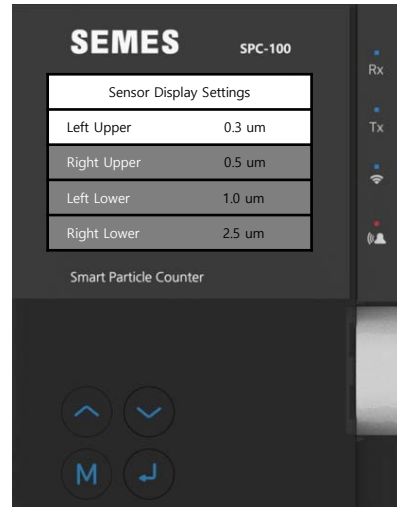 SEMES SPC-100
Rx
Sensor Display Settings
Left Upper 0.3 um
Tx
Right Upper 0.5 um
Left Lower 1.0 um
Right Lower 2.5 um
Smart Particle Counter
M